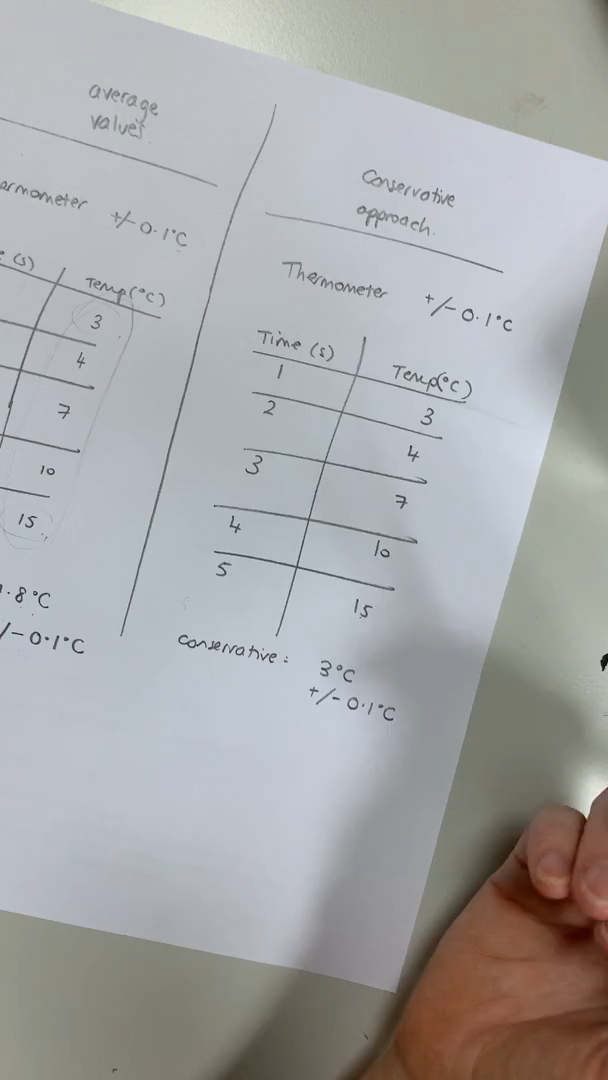 average
values
+/- 0.1°C
(s)
Temp(°C)
3
4
7
10
15
.8°C
/- 0.1°C
Conservative
approach.
Thermometer +/- 0.1°C
Time (s) Temp(°C)
1 3
2 4
3 7
4 10
5 15
conservative: 3°C
+/- 0.1°C